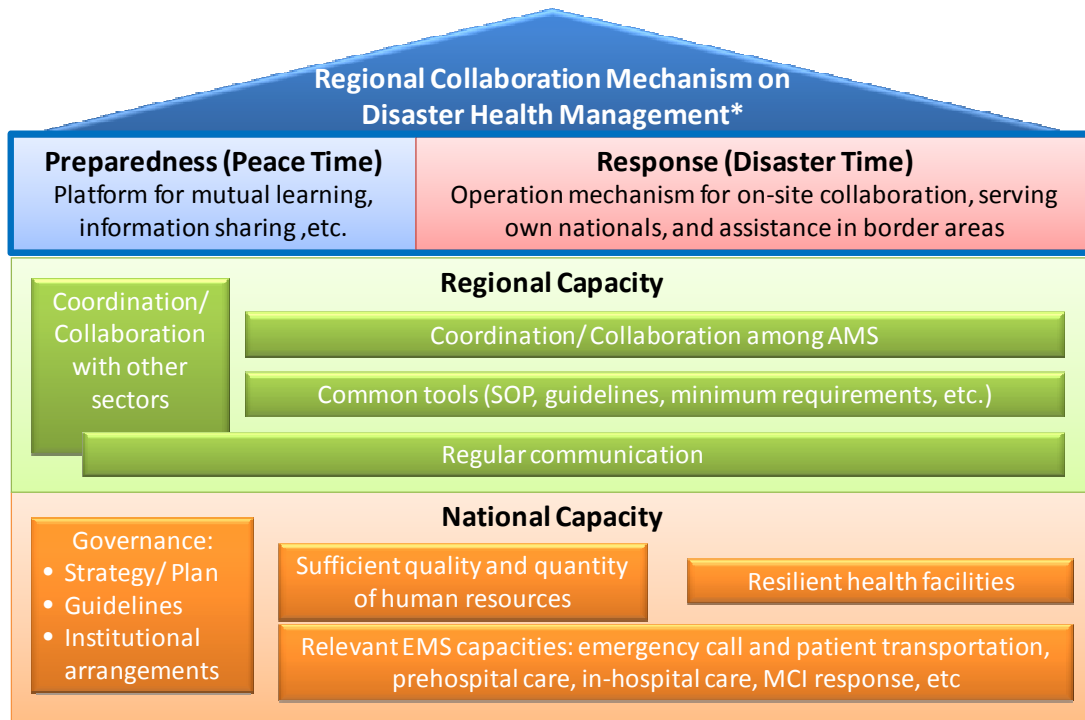 Regional Collaboration Mechanism on
Disaster Health Management*
Preparedness (Peace Time)
Platform for mutual learning,
information sharing ,etc.
Response (Disaster Time)
Operation mechanism for on-site collaboration, serving
own nationals, and assistance in border areas
Regional Capacity
Coordination/
Collaboration
with other
sectors
Coordination/ Collaboration among AMS
Common tools (SOP, guidelines, minimum requirements, etc.)
Regular communication
National Capacity
Governance:
• Strategy/ Plan
• Guidelines
• Institutional
arrangements
Sufficient quality and quantity
of human resources
Resilient health facilities
Relevant EMS capacities: emergency call and patient transportation,
prehospital care, in-hospital care, MCI response, etc